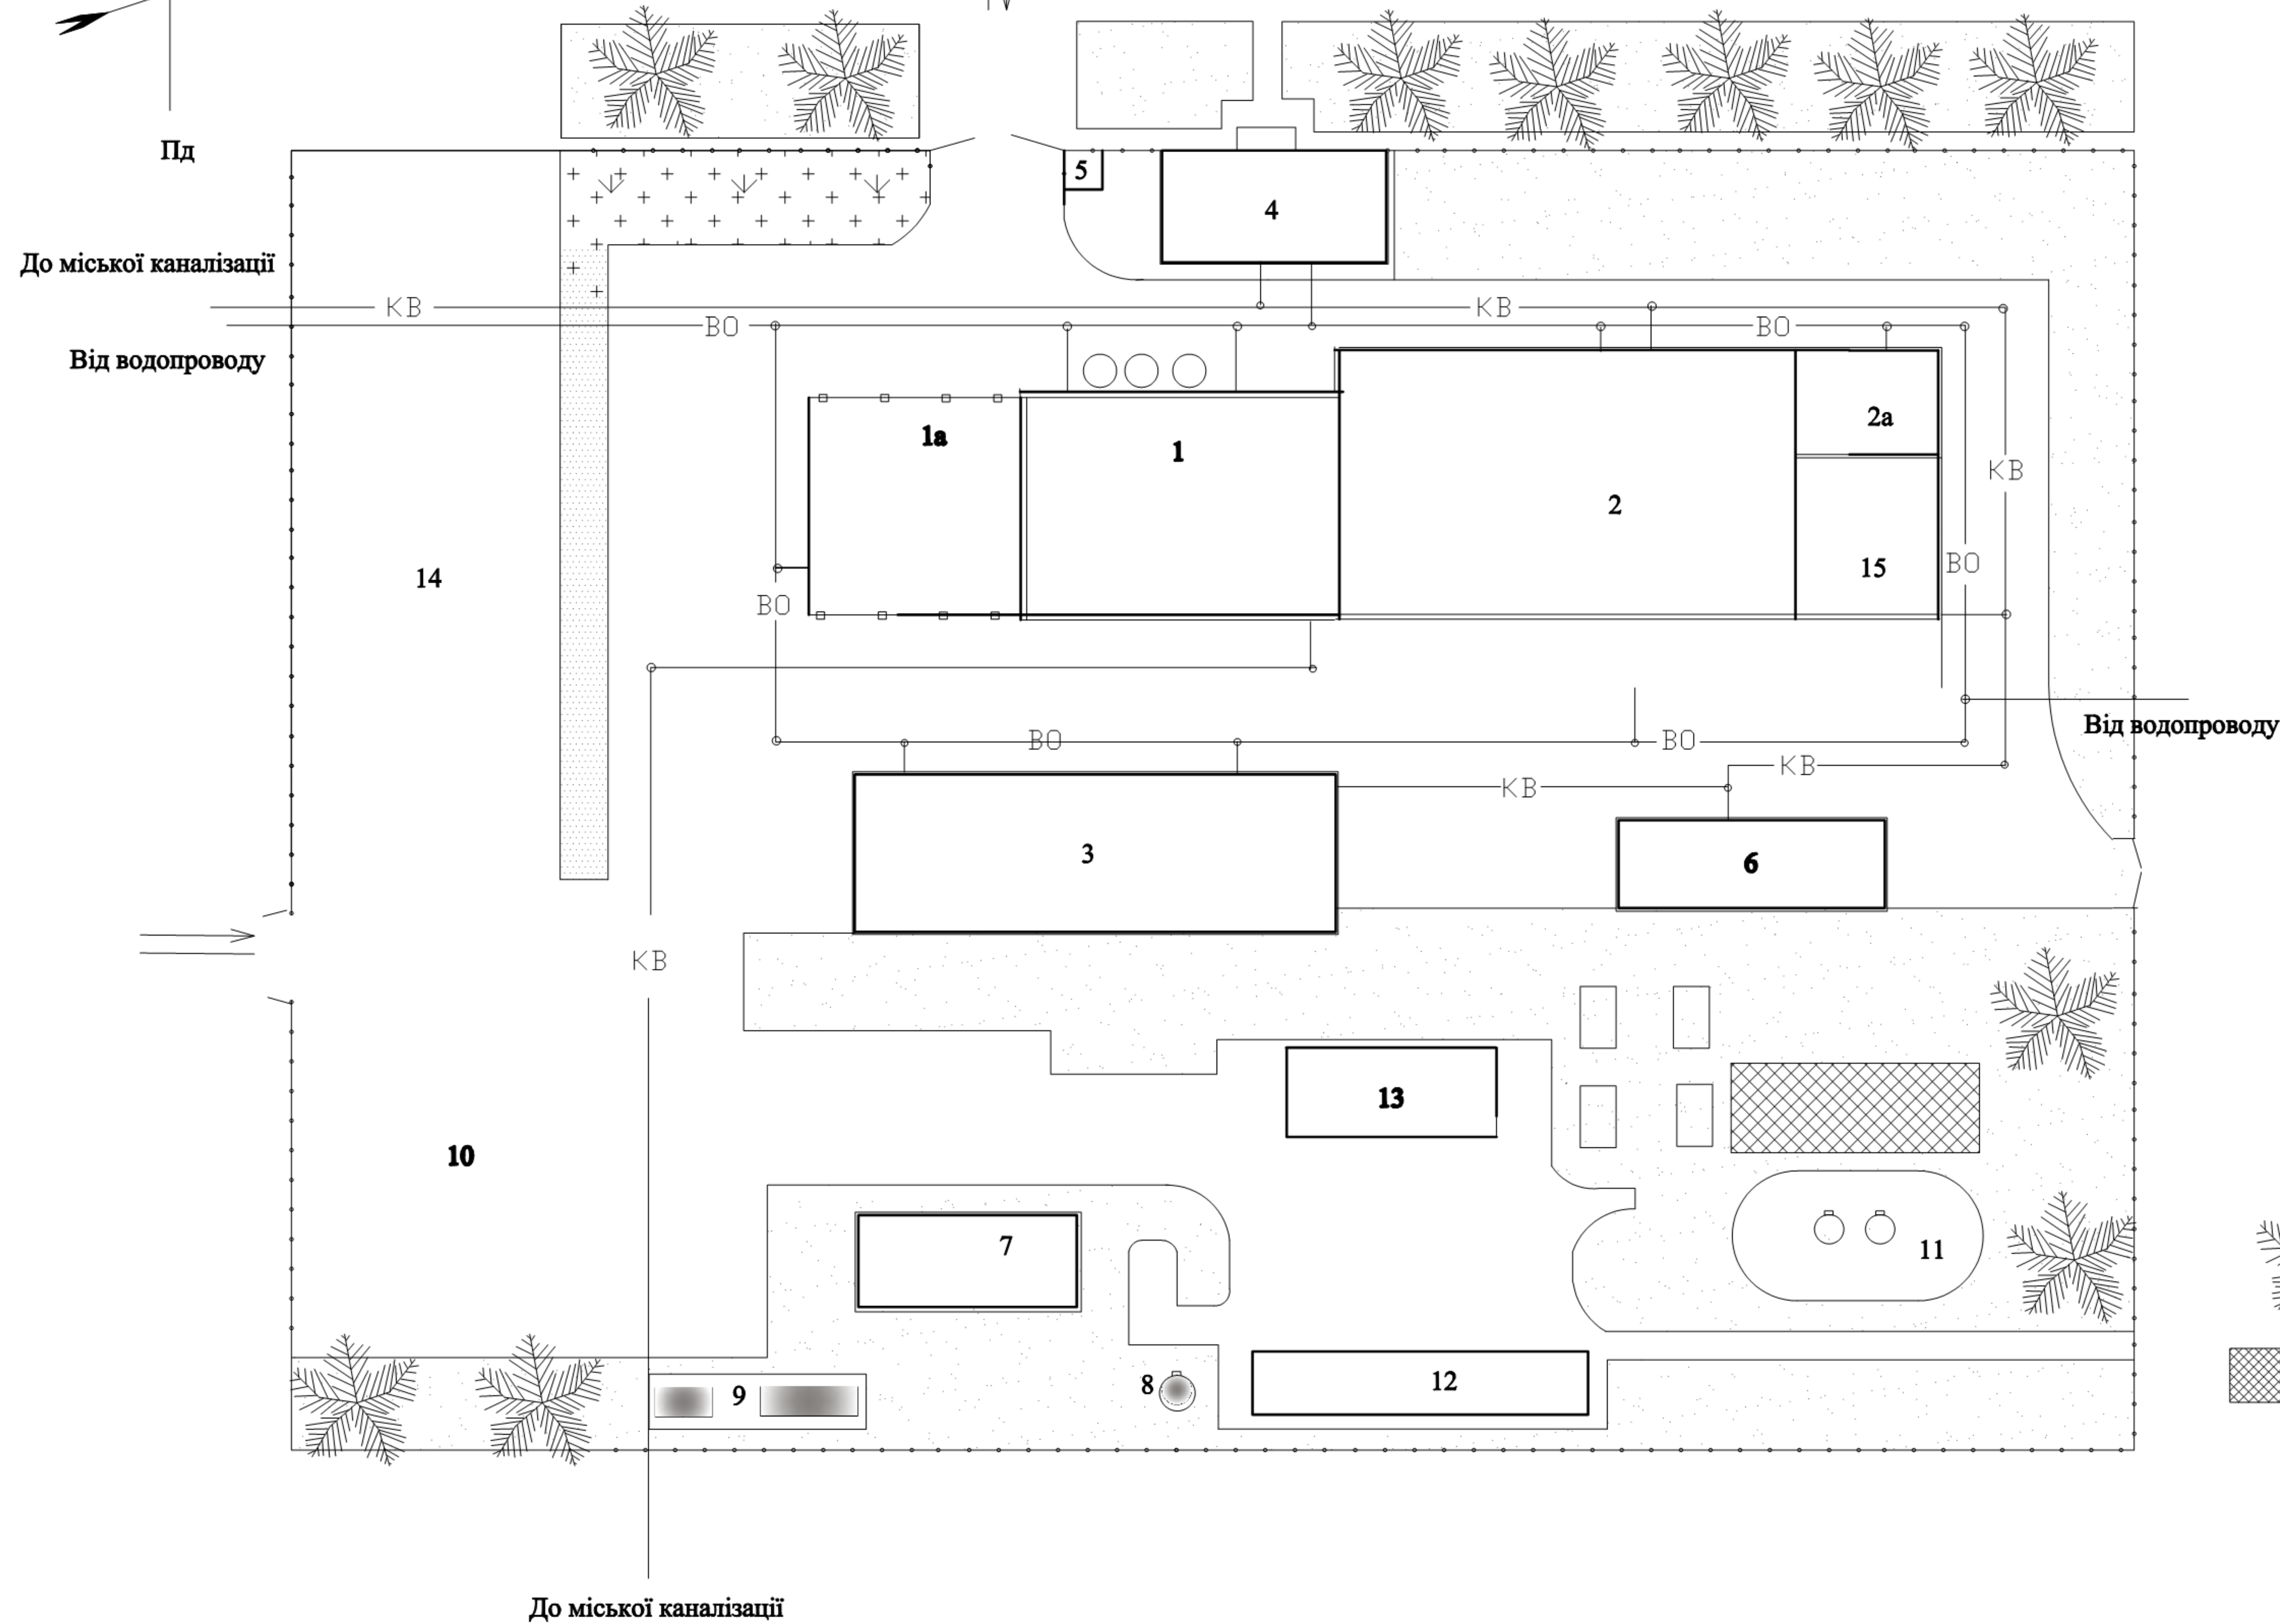 Пд
5
4
До міської каналізації
КВ
КВ
ВО
ВО
Від водопроводу
2а
1а
1
КВ
2
ВО
15
14
ВО
Від водопроводу
ВО
ВО
КВ
КВ
3
6
КВ
13
10
7
11
12
8
9
До міської каналізації